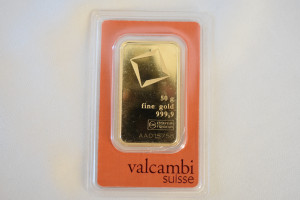 50 g
fine gold
999,9
valcambi
suisse